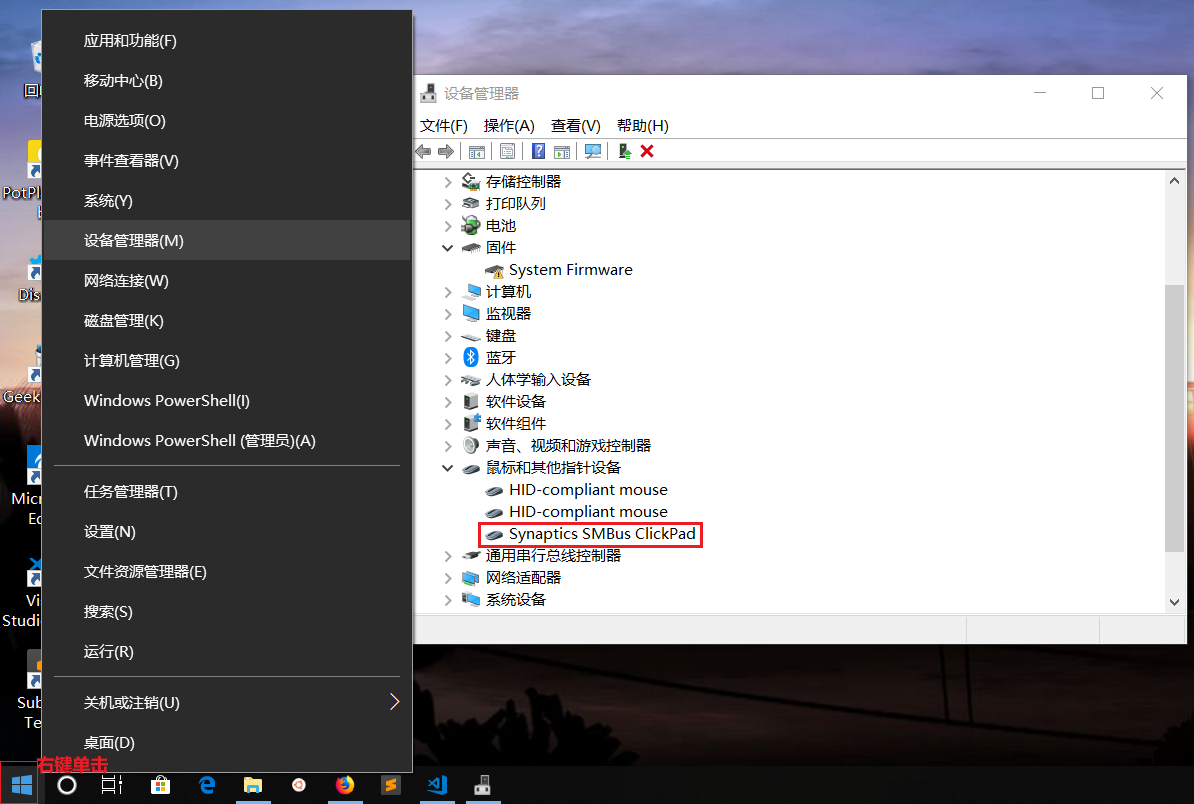 应用和功能(F)
移动中心(B)
电源选项(O)
事件查看器(V)
系统(Y)
设备管理器(M)
网络连接(W)
磁盘管理(K)
计算机管理(G)
Windows PowerShell(I)
Windows PowerShell (管理员)(A)
任务管理器(T)
设置(N)
文件资源管理器(E)
搜索(S)
运行(R)
关机或注销(U)
桌面(D)
右键单击
回
PotPl
Dis
Geek
Micr
Ed
Vi
Studi
Sub
Te
设备管理器
文件(F) 操作(A) 查看(V) 帮助(H)
存储控制器
打印队列
电池
固件
System Firmware
计算机
监视器
键盘
蓝牙
人体学输入设备
软件设备
软件组件
声音、视频和游戏控制器
鼠标和其他指针设备
HID-compliant mouse
HID-compliant mouse
Synaptics SMBus ClickPad
通用串行总线控制器
网络适配器
系统设备